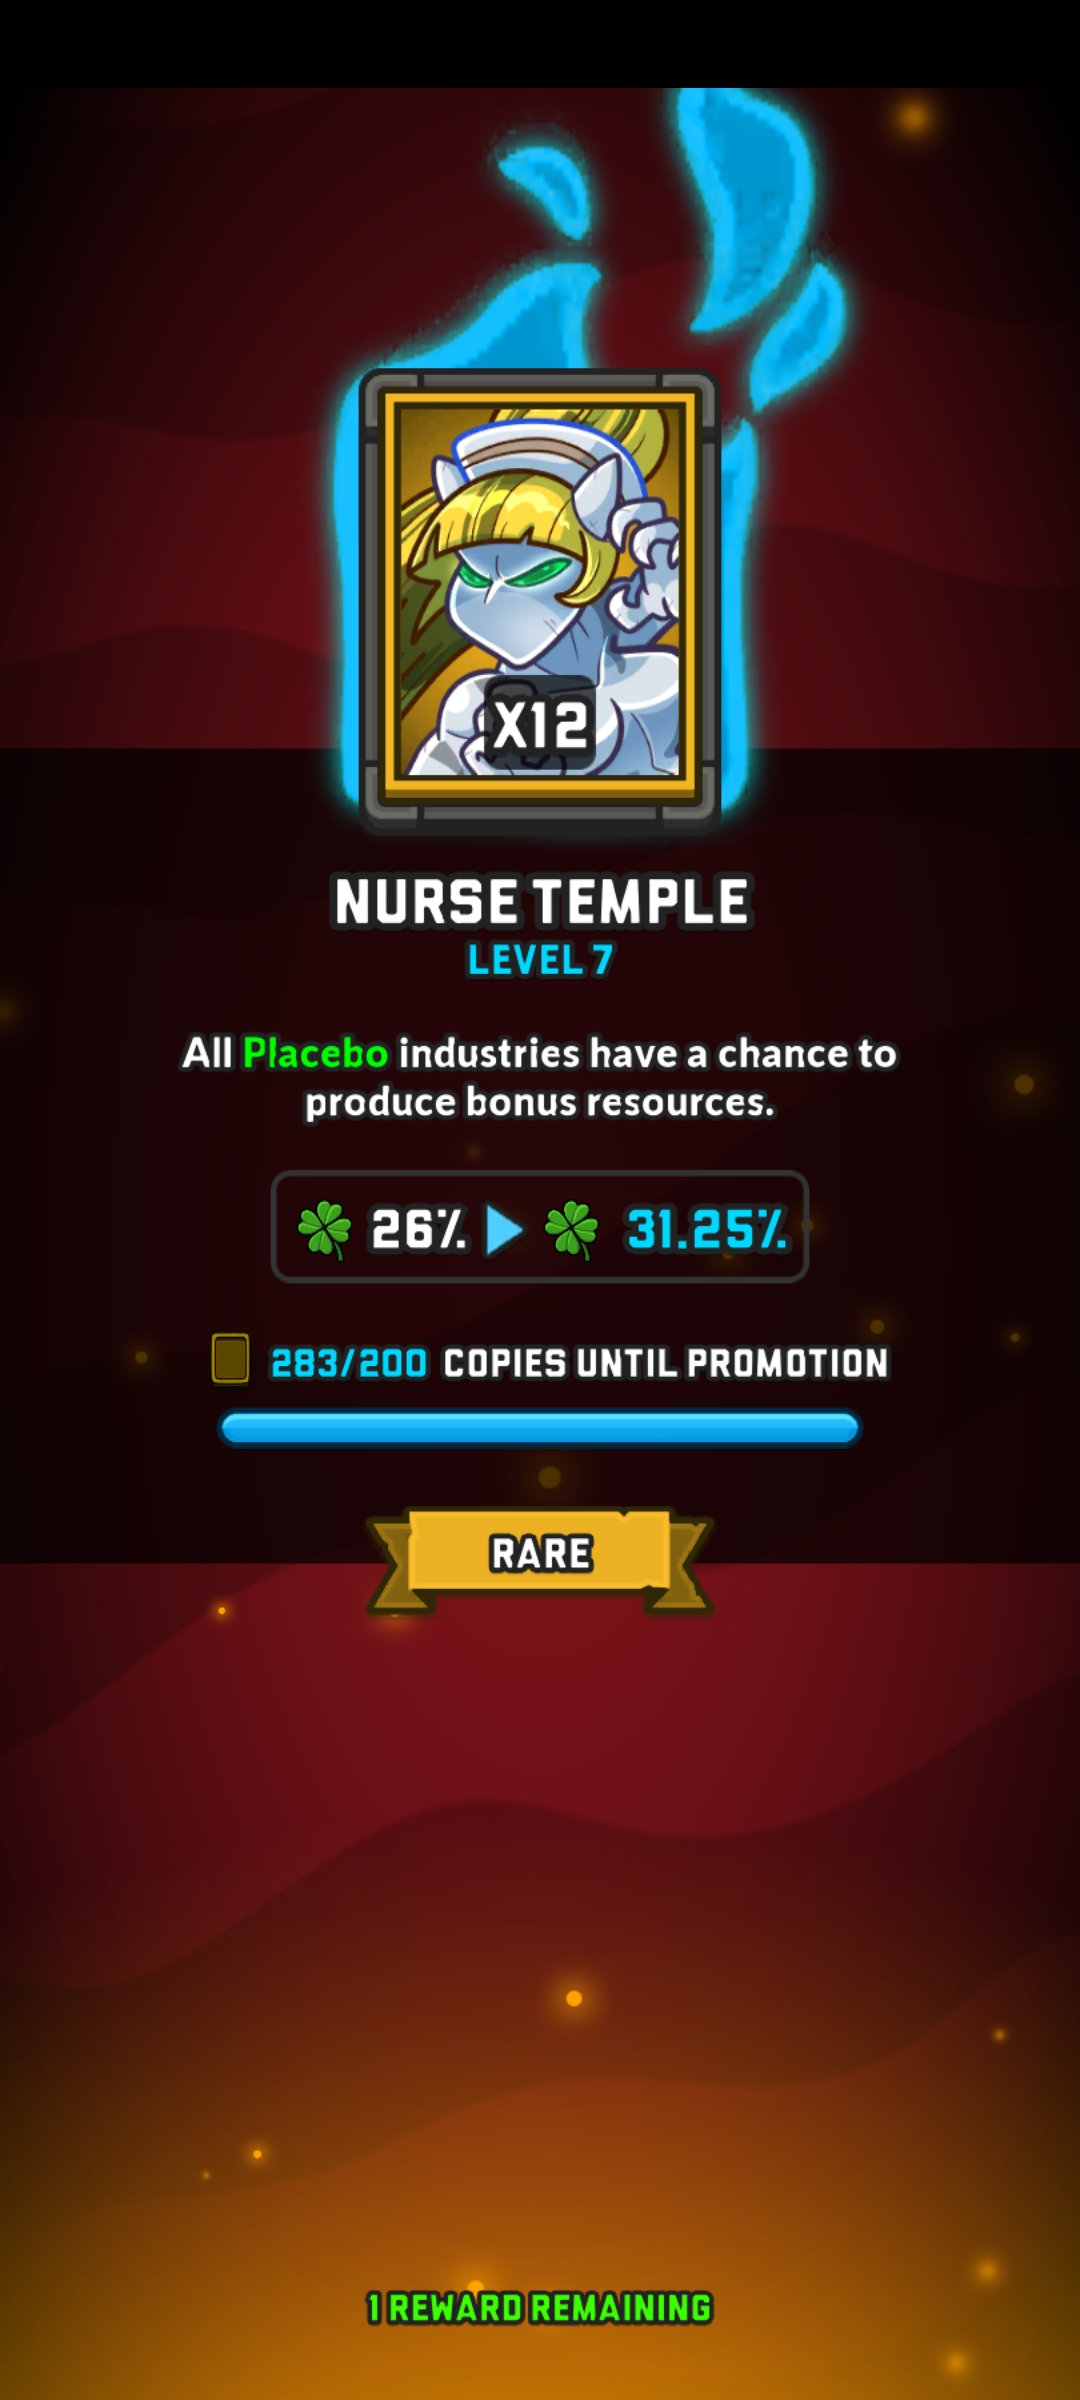 X12
NURSE TEMPLE
LEVEL 7
All Placebo industries have a chance to
produce bonus resources.
26% 31.25%
283/200 COPIES UNTIL PROMOTION
RARE
1 REWARD REMAINING